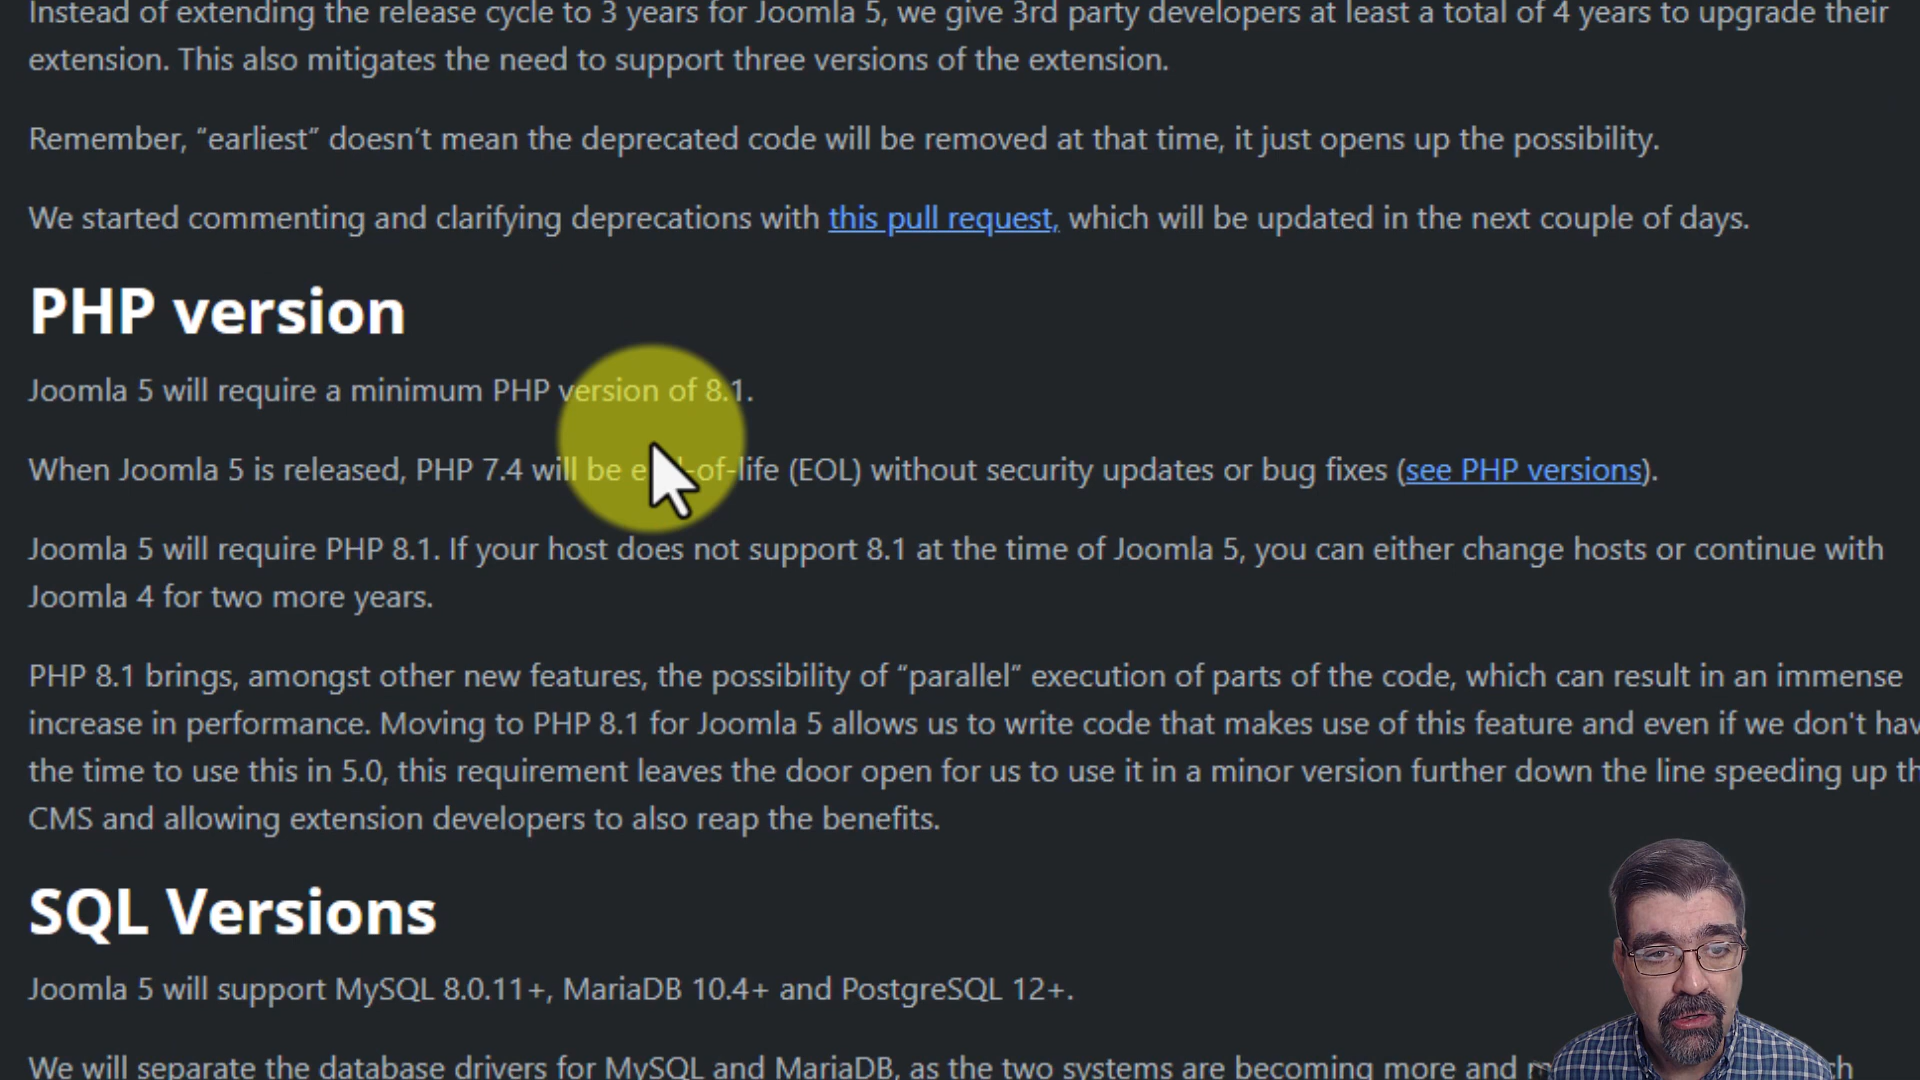 Instead of extending the release cycle to 3 years for Joomla 5, we give 3rd party developers at least a total of 4 years to upgrade their
extension. This also mitigates the need to support three versions of the extension.
Remember, “earliest” doesn’t mean the deprecated code will be removed at that time, it just opens up the possibility.
We started commenting and clarifying deprecations with this pull request, which will be updated in the next couple of days.
PHP version
Joomla 5 will require a minimum PHP version of 8.1.
When Joomla 5 is released, PHP 7.4 will be end-of-life (EOL) without security updates or bug fixes (see PHP versions).
Joomla 5 will require PHP 8.1. If your host does not support 8.1 at the time of Joomla 5, you can either change hosts or continue with
Joomla 4 for two more years.
PHP 8.1 brings, amongst other new features, the possibility of “parallel” execution of parts of the code, which can result in an immense
increase in performance. Moving to PHP 8.1 for Joomla 5 allows us to write code that makes use of this feature and even if we don't hav
the time to use this in 5.0, this requirement leaves the door open for us to use it in a minor version further down the line speeding up th
CMS and allowing extension developers to also reap the benefits.
SQL Versions
Joomla 5 will support MySQL 8.0.11+, MariaDB 10.4+ and PostgreSQL 12+.
We will separate the database drivers for MySQL and MariaDB, as the two systems are becoming more and